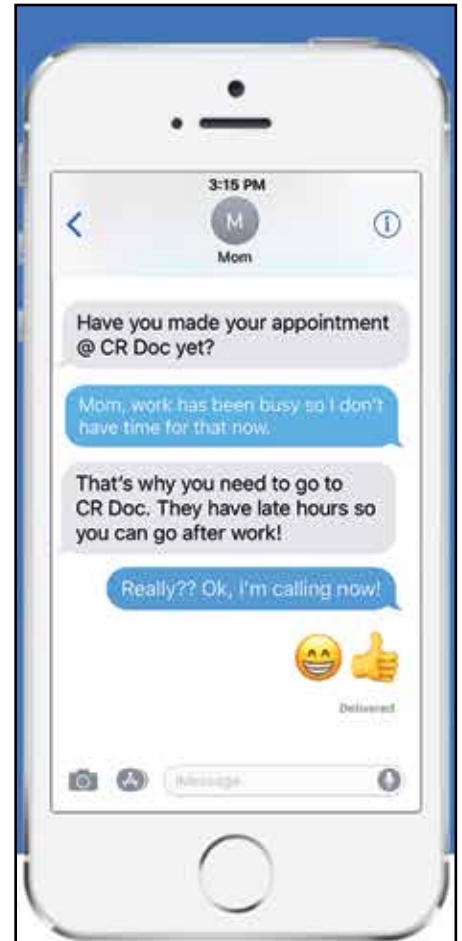 3:15 PM
M
Mom
Have you made your appointment
@ CR Doc yet?
Mom, work has been busy so I don't
have time for that now.
That's why you need to go to
CR Doc. They have late hours so
you can go after work!
Really?? Ok, I'm calling now!
Delivered
iMessage